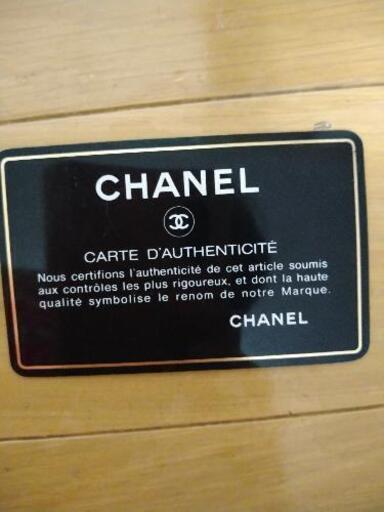 CHANEL
CARTE D'AUTHENTICITÉ
Nous certifions l'authenticité de cet article soumis
aux contrôles les plus rigoureux, et dont la haute
qualité symbolise le renom de notre Marque.
CHANEL